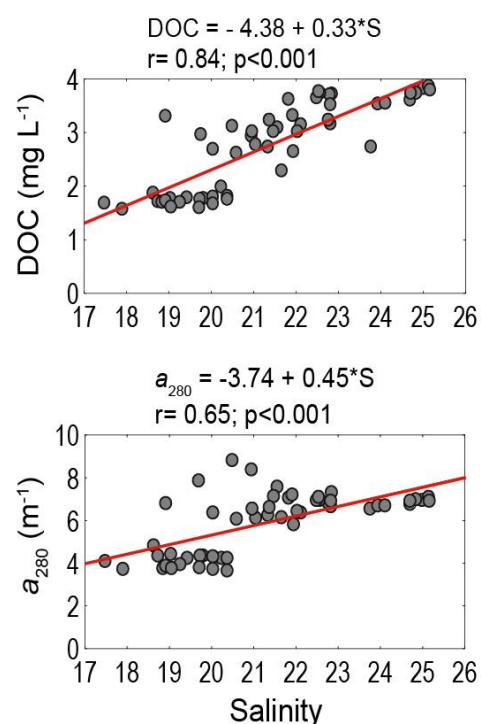 DOC = - 4.38 + 0.33*S
r= 0.84; p<0.001
4
3
2
1
0
DOC (mg L⁻¹)
17 18 19 20 21 22 23 24 25 26
a₂₈₀ = -3.74 + 0.45*S
r= 0.65; p<0.001
10
8
6
4
2
0
a₂₈₀ (m⁻¹)
17 18 19 20 21 22 23 24 25 26
Salinity